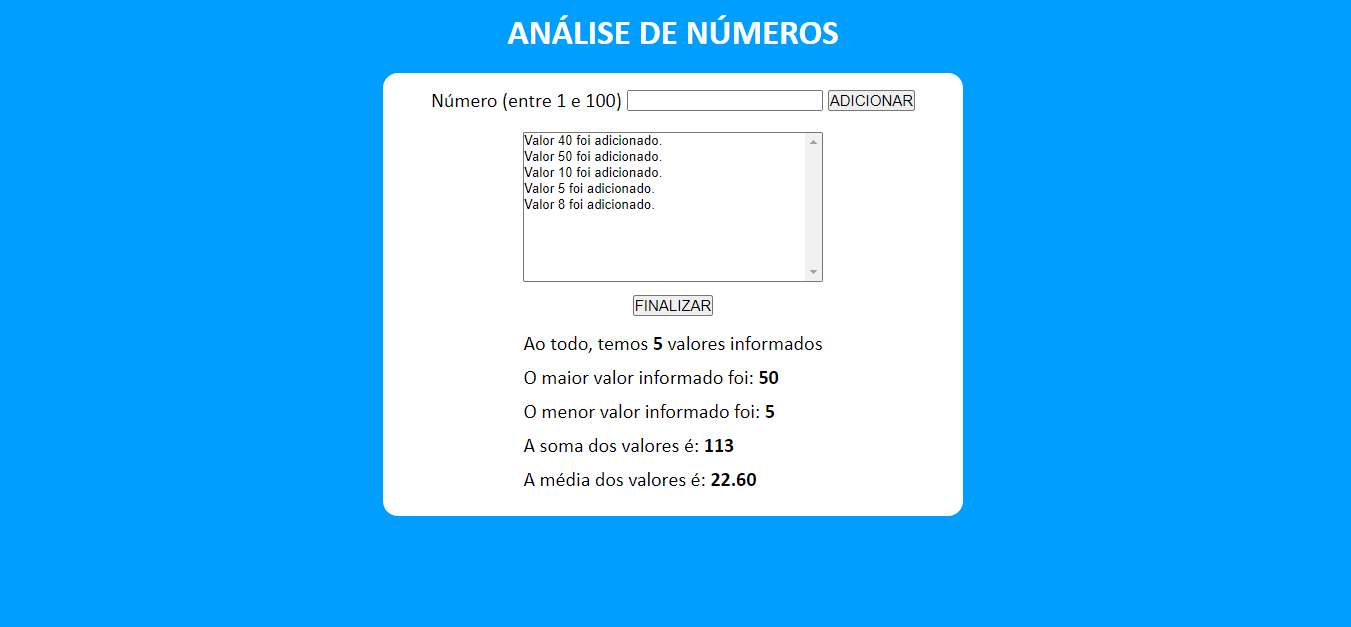 ANÁLISE DE NÚMEROS
Número (entre 1 e 100) ADICIONAR
Valor 40 foi adicionado.
Valor 50 foi adicionado.
Valor 10 foi adicionado.
Valor 5 foi adicionado.
Valor 8 foi adicionado.
FINALIZAR
Ao todo, temos 5 valores informados
O maior valor informado foi: 50
O menor valor informado foi: 5
A soma dos valores é: 113
A média dos valores é: 22.60